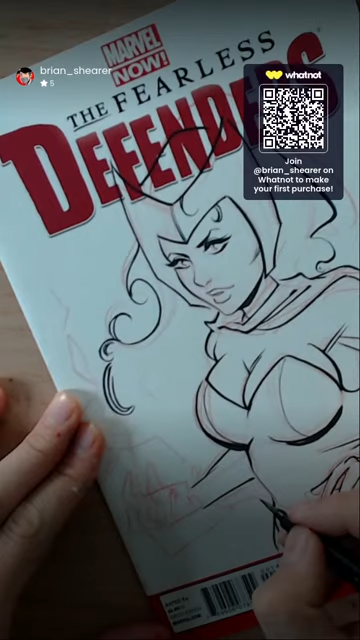 brian_shearer
★ 5
whatnot
Join
@brian_shearer on
Whatnot to make
your first purchase!
MARVEL
NOW!
THE FEARLESS
DEFENDERS